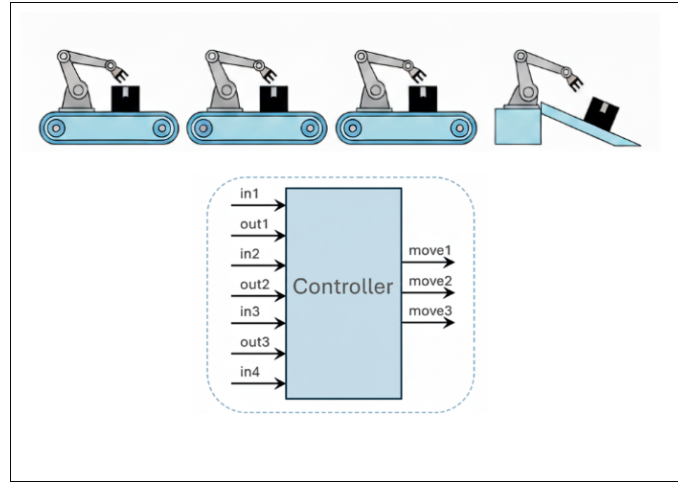 in1
out1
in2
out2
in3
out3
in4
Controller
move1
move2
move3